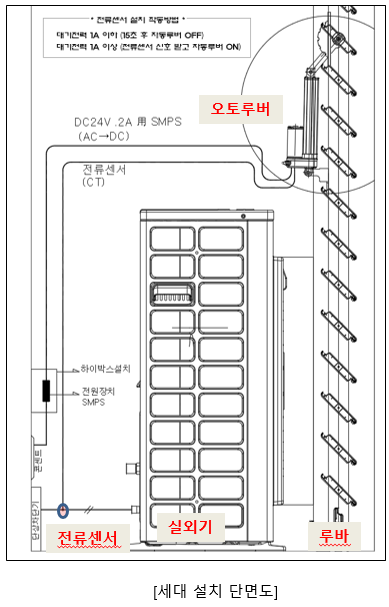 * 전류센서 설치 작동방법 *
대기전력 1A 이하 (15초 후 자동루버 OFF)
대기전력 1A 이상 (전류센서 신호 받고 자동루버 ON)
오토루버
DC24V .2A 用 SMPS
(AC→DC)
전류센서
(CT)
하이박스설치
전원장치
SMPS
콘센트
단상차단기
전류센서
실외기
루바
[세대 설치 단면도]